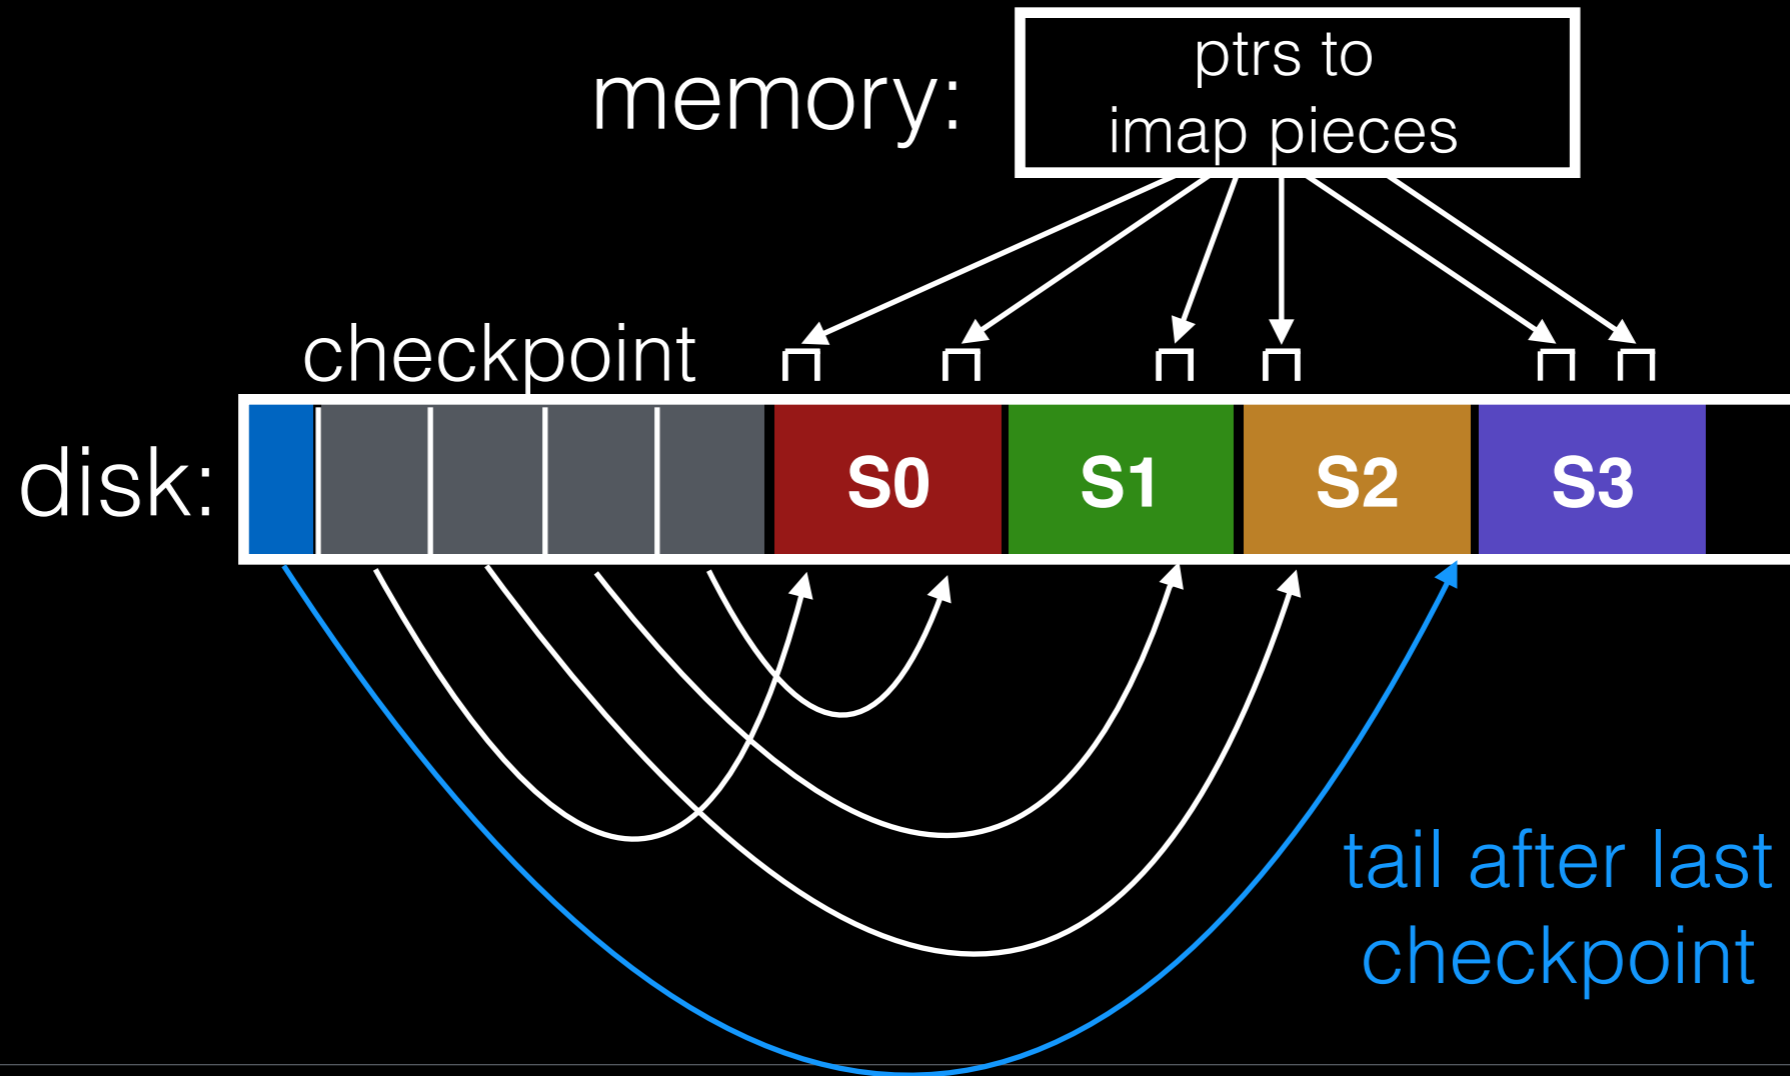 memory:
ptrs to
imap pieces
checkpoint
disk:
S0
S1
S2
S3
tail after last
checkpoint